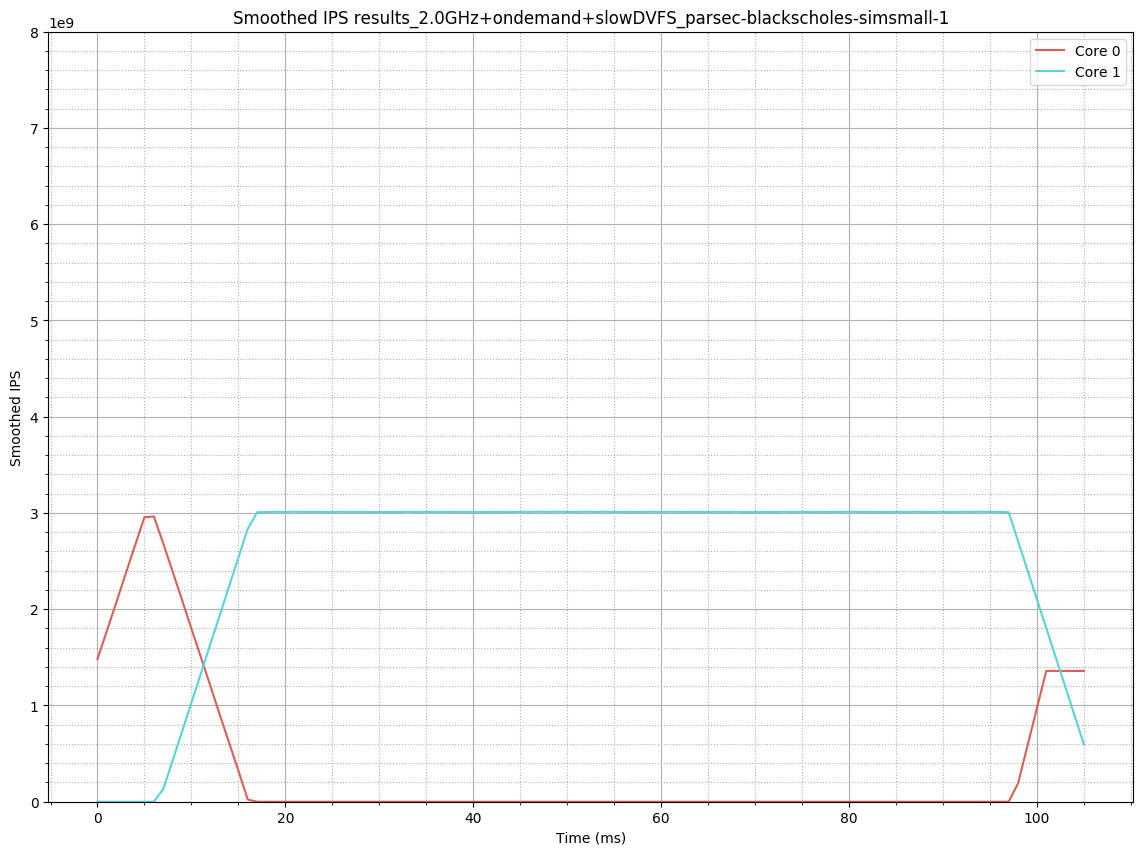 Smoothed IPS results_2.0GHz+ondemand+slowDVFS_parsec-blackscholes-simsmall-1
1e9
Core 0
Core 1
8
7
6
5
4
3
2
1
0
Smoothed IPS
0 20 40 60 80 100
Time (ms)